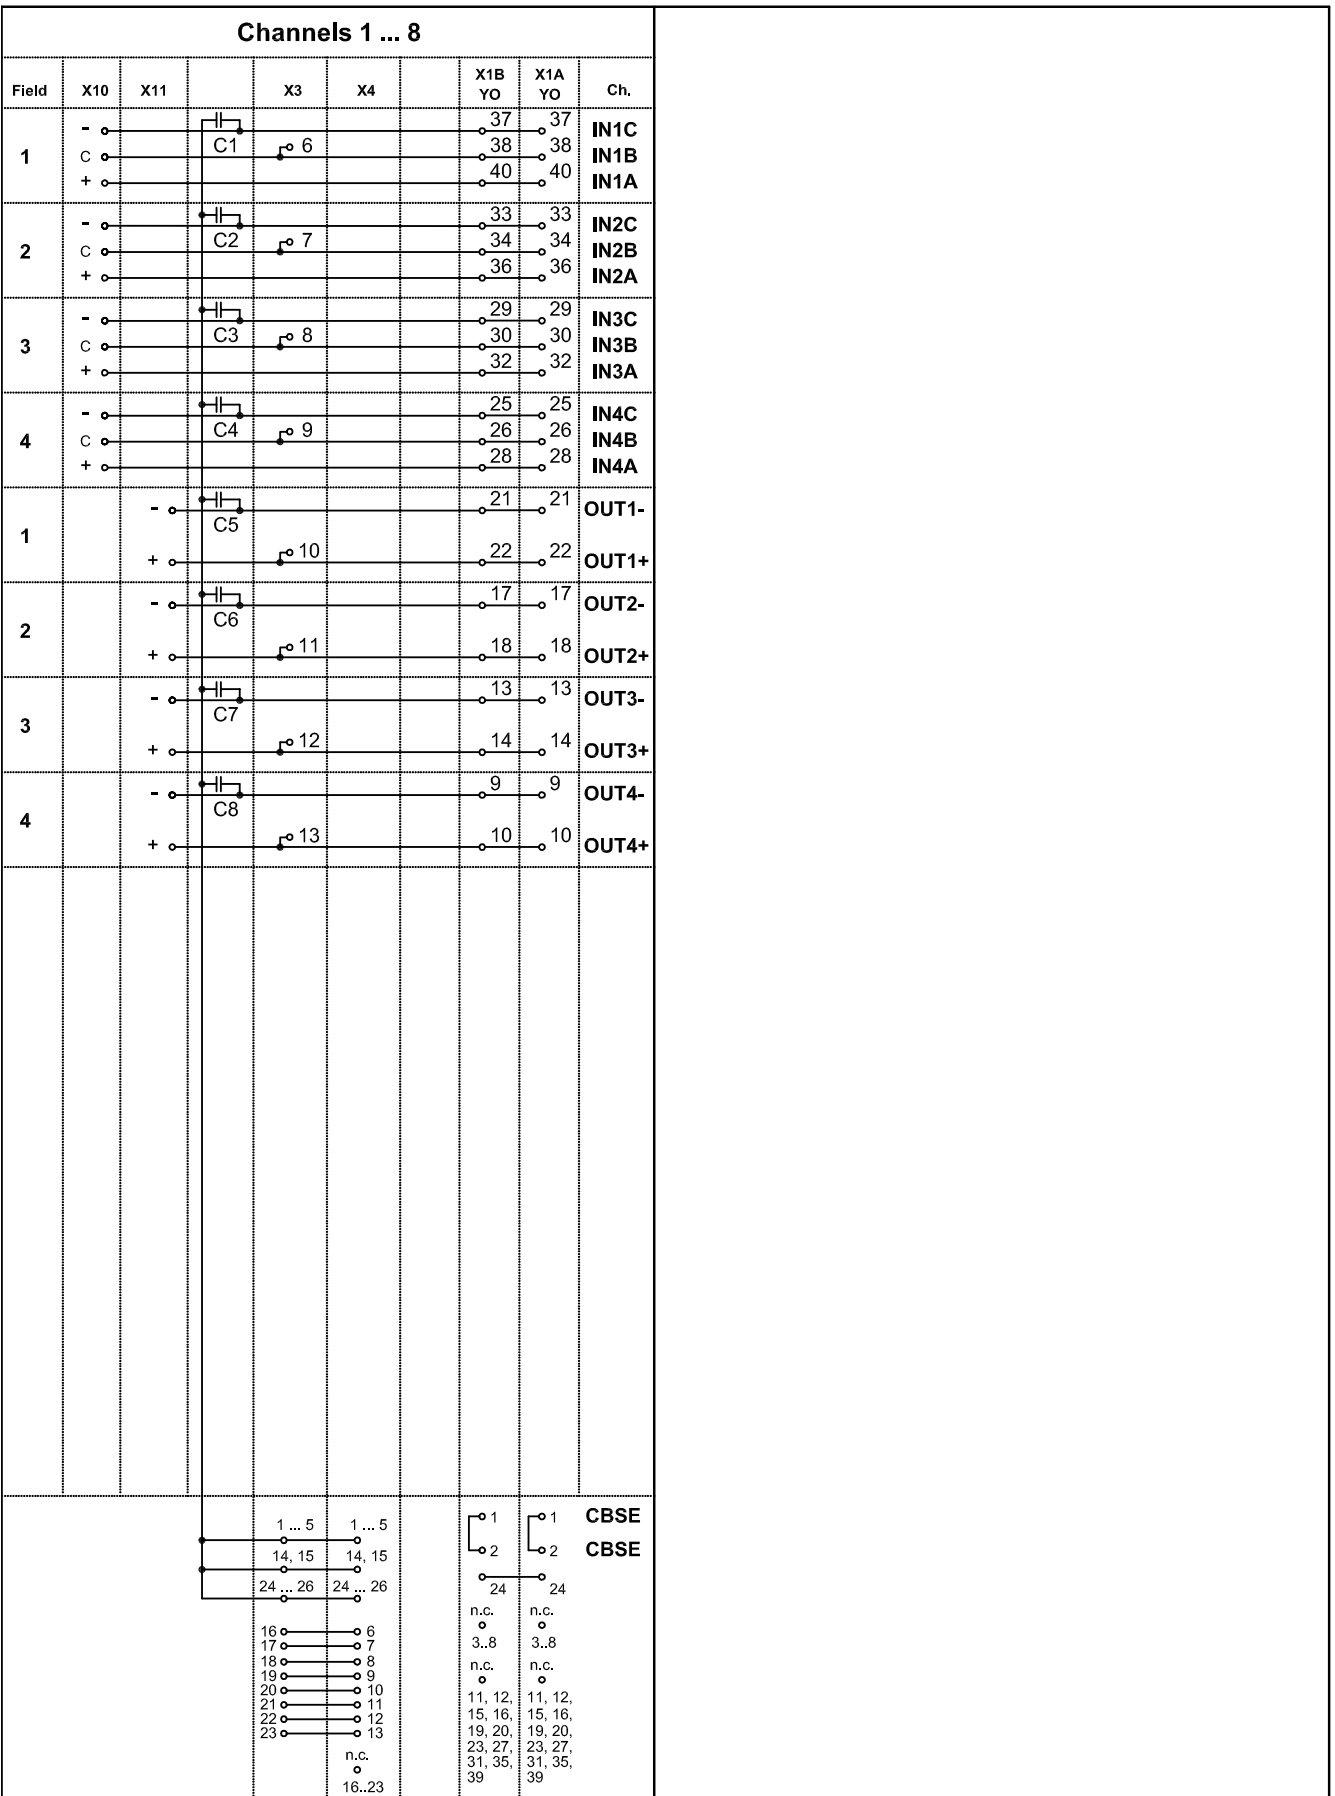 Channels 1 ... 8
Field X10 X11 X3 X4 X1B YO X1A YO Ch.
1
- 37 37 IN1C
C1
C 6 38 38 IN1B
+ 40 40 IN1A
2
- 33 33 IN2C
C2
C 7 34 34 IN2B
+ 36 36 IN2A
3
- 29 29 IN3C
C3
C 8 30 30 IN3B
+ 32 32 IN3A
4
- 25 25 IN4C
C4
C 9 26 26 IN4B
+ 28 28 IN4A
1
- 21 21 OUT1-
C5
+ 10 22 22 OUT1+
2
- 17 17 OUT2-
C6
+ 11 18 18 OUT2+
3
- 13 13 OUT3-
C7
+ 12 14 14 OUT3+
4
- 9 9 OUT4-
C8
+ 13 10 10 OUT4+
1 ... 5 1 ... 5 1 1 CBSE
14, 15 14, 15 2 2 CBSE
24 ... 26 24 ... 26 24 24
16 6
17 7
18 8
19 9
20 10
21 11
22 12
23 13
n.c.
16..23
n.c. n.c.
3..8 3..8
n.c. n.c.
11, 12, 11, 12,
15, 16, 15, 16,
19, 20, 19, 20,
23, 27, 23, 27,
31, 35, 31, 35,
39 39